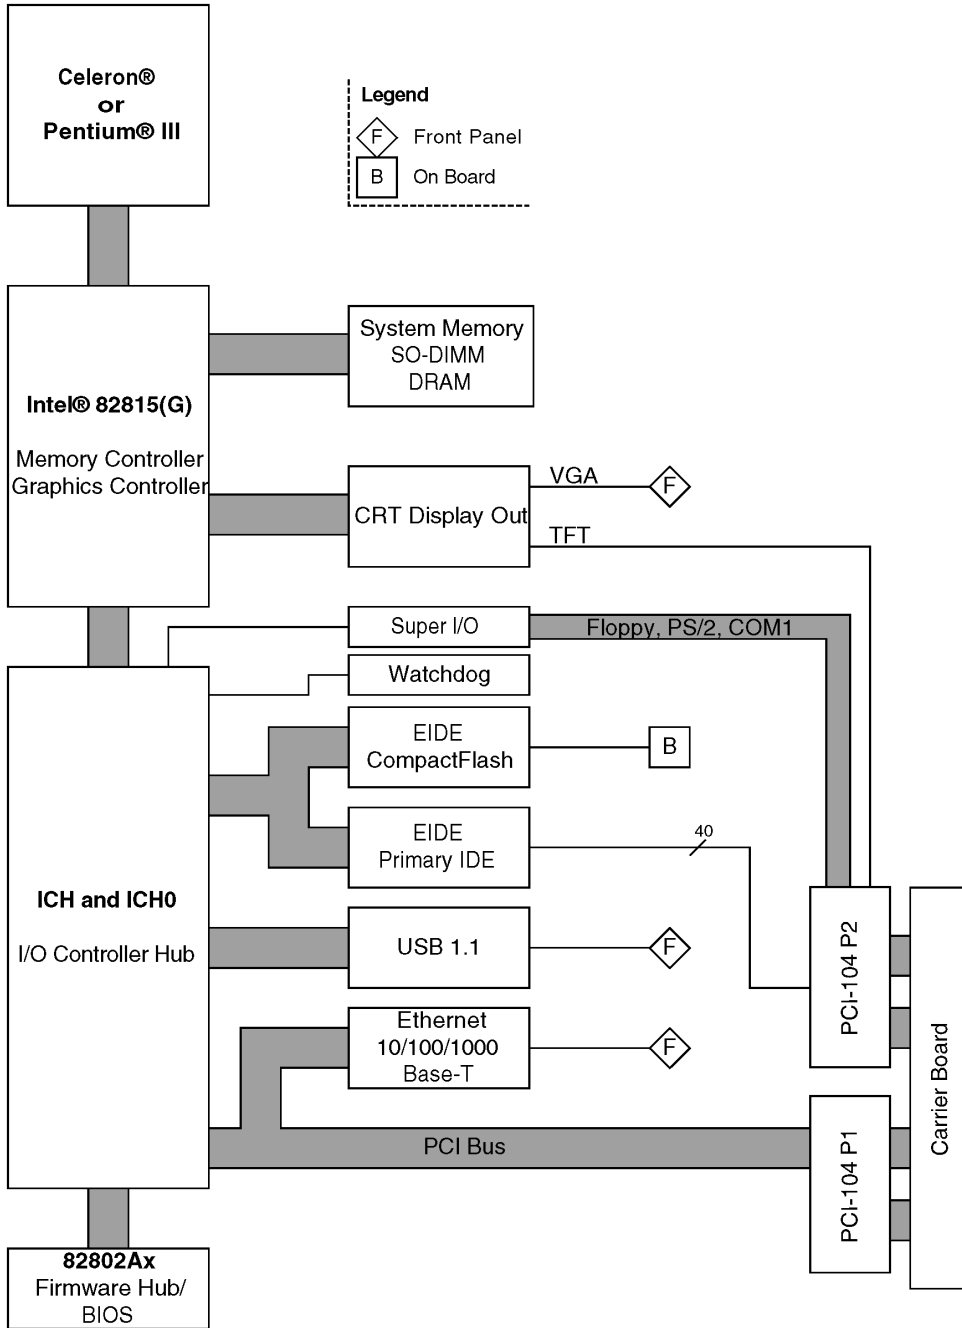 Celeron®
or
Pentium® III
Legend
F
Front Panel
B
On Board
System Memory
SO-DIMM
DRAM
Intel® 82815(G)
Memory Controller
Graphics Controller
CRT Display Out
VGA
F
TFT
Super I/O
Floppy, PS/2, COM1
Watchdog
EIDE
CompactFlash
B
EIDE
Primary IDE
40
ICH and ICH0
I/O Controller Hub
USB 1.1
F
Ethernet
10/100/1000
Base-T
F
PCI Bus
PCI-104 P2
PCI-104 P1
Carrier Board
82802Ax
Firmware Hub/
BIOS